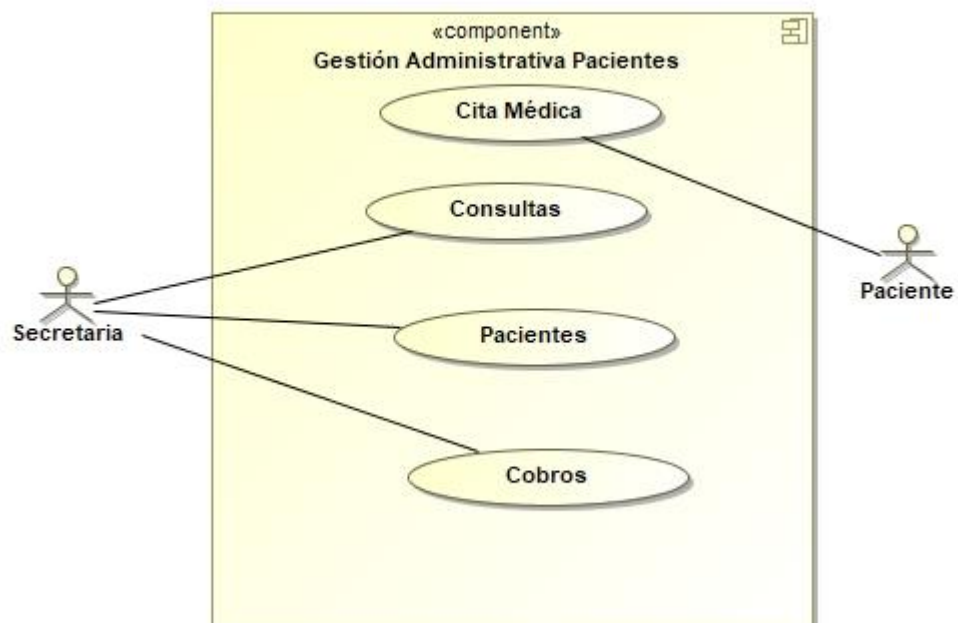 «component»
Gestión Administrativa Pacientes
Cita Médica
Consultas
Paciente
Secretaria
Pacientes
Cobros